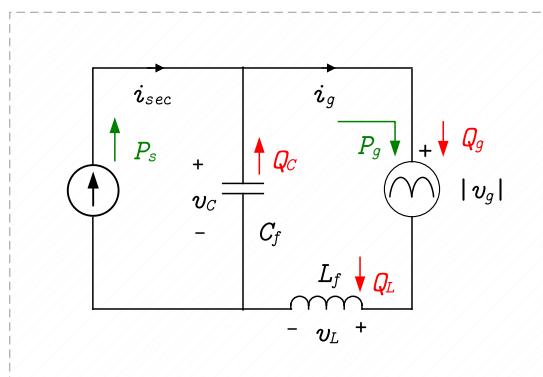 i_sec
i_g
P_s
+
v_C
-
Q_C
C_f
P_g
+
Q_g
|v_g|
L_f
Q_L
-
v_L
+